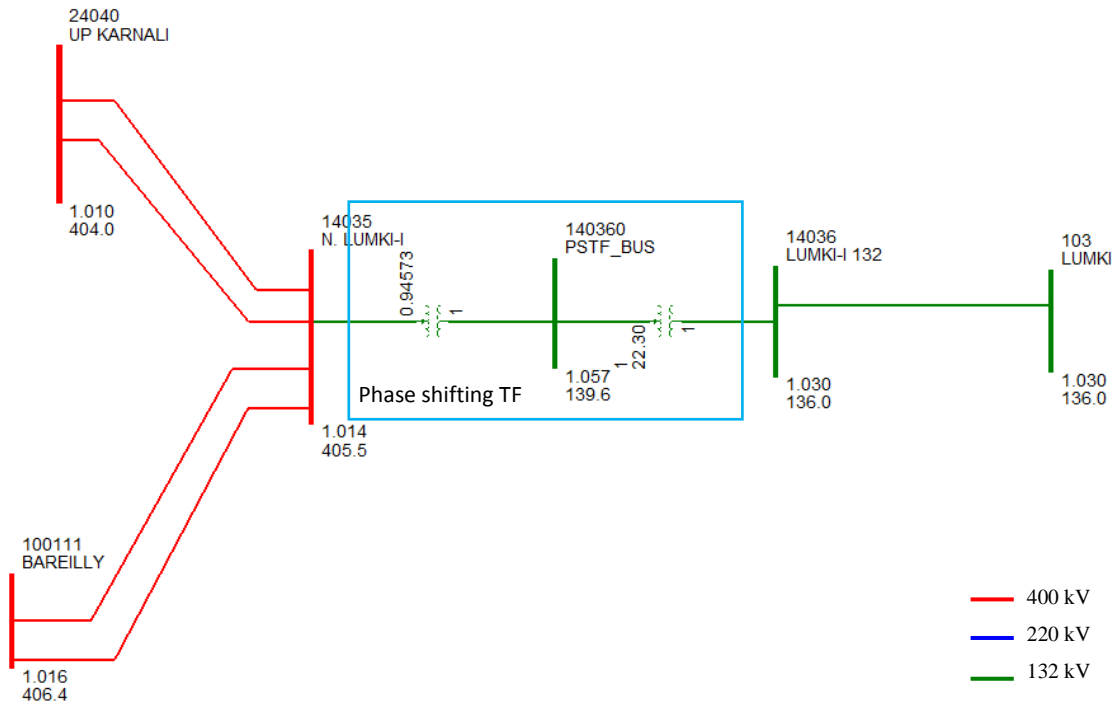 24040
UP KARNALI
1.010
404.0
14035
N. LUMKI-I
0.94573
1
1.014
405.5
Phase shifting TF
140360
PSTF_BUS
1.057
139.6
1
22.30
1
14036
LUMKI-I 132
1.030
136.0
103
LUMKI
1.030
136.0
100111
BAREILLY
1.016
406.4
400 kV
220 kV
132 kV